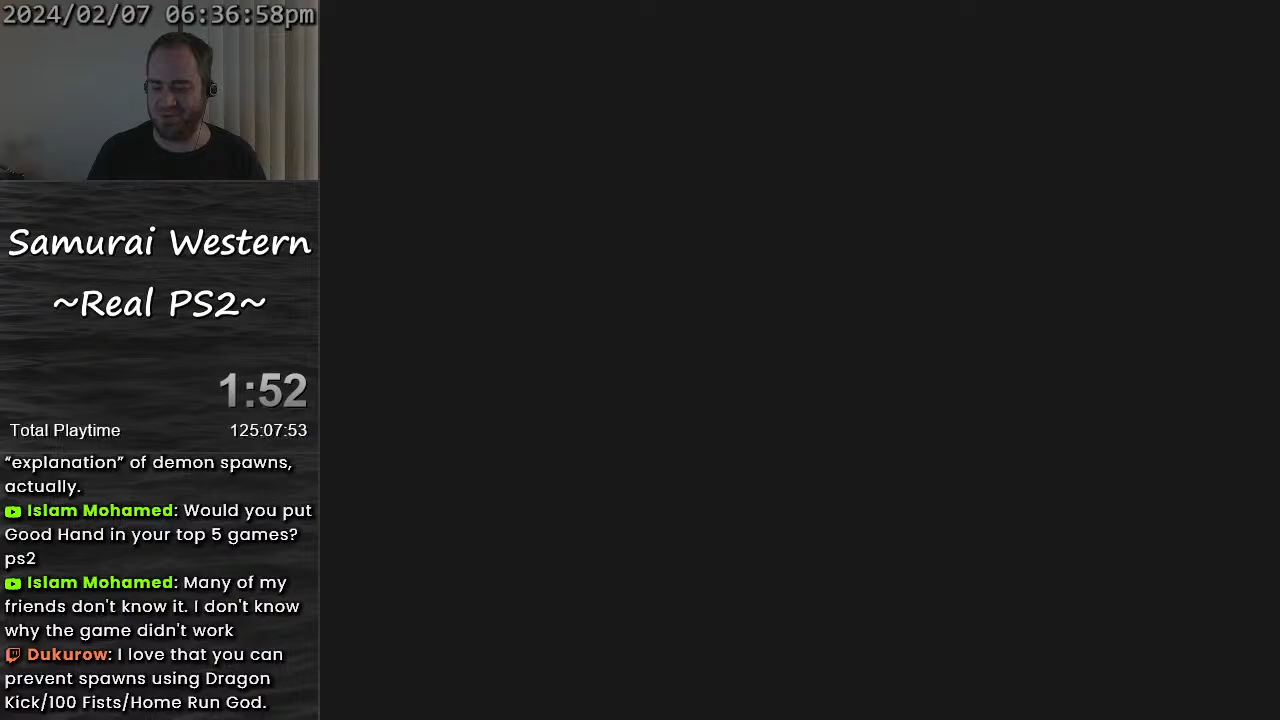 2024/02/07 06:36:58pm
Samurai Western
~Real PS2~
1:52
Total Playtime 125:07:53
“explanation” of demon spawns,
actually.
Islam Mohamed: Would you put
Good Hand in your top 5 games?
ps2
Islam Mohamed: Many of my
friends don't know it. I don't know
why the game didn't work
Dukurow: I love that you can
prevent spawns using Dragon
Kick/100 Fists/Home Run God.